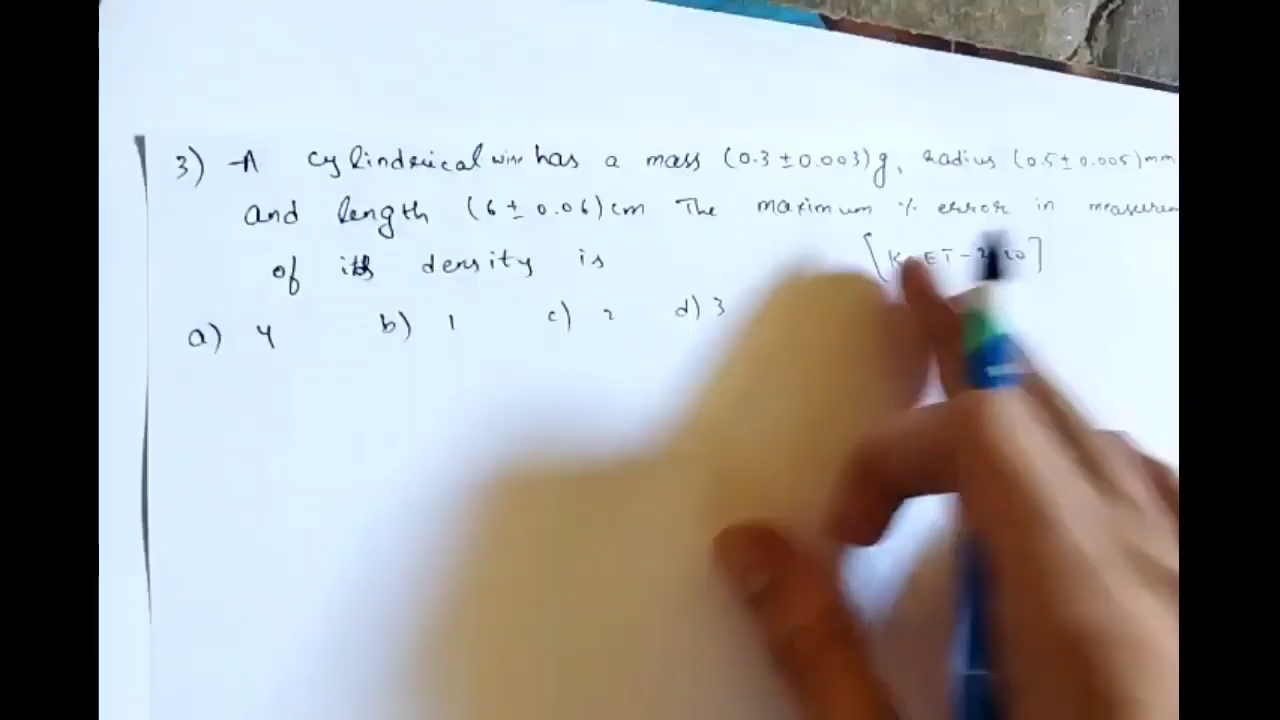 3) A cylindrical wire has a mass (0.3 ± 0.003)g, radius (0.5 ± 0.005)mm
and length (6 ± 0.06)cm The maximum % error in measurem
of its density is
a) 4 b) 1 c) 2 d) 3